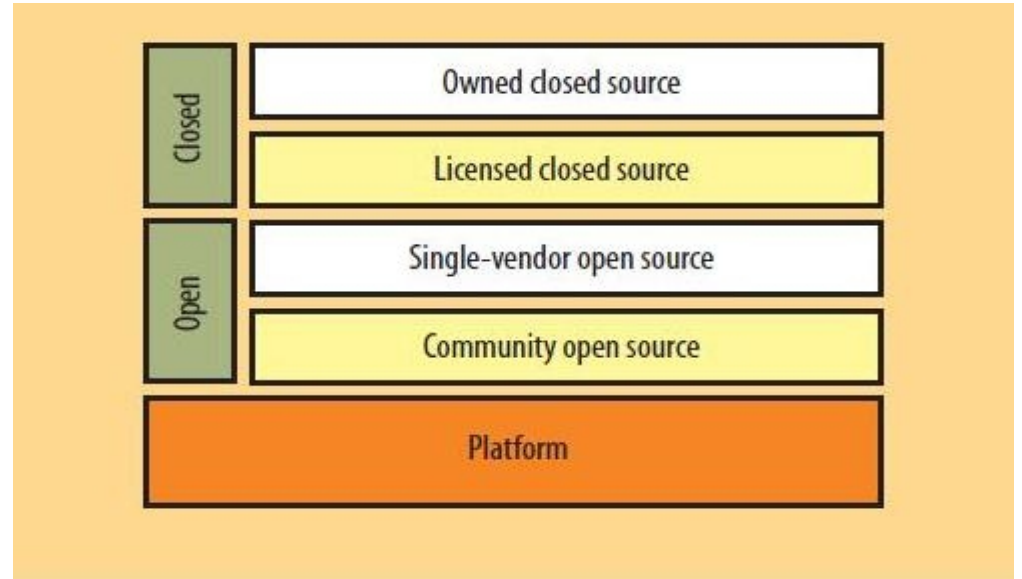 Closed
Owned closed source
Licensed closed source
Open
Single-vendor open source
Community open source
Platform